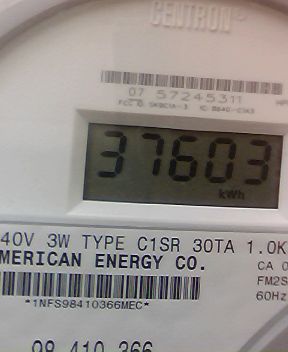 CENTRON
07 57245311
37603
kWh
40V 3W TYPE C1SR 30TA 1.0K
MERICAN ENERGY CO.
CA 0
FM2S
60Hz
*1NFS98410366MEC*
98 410 366